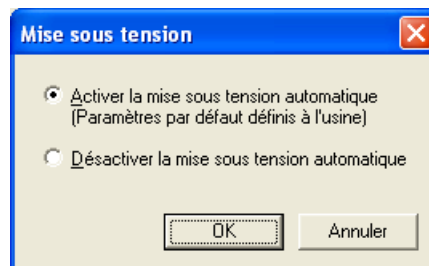 Mise sous tension
Activer la mise sous tension automatique
(Paramètres par défaut définis à l'usine)
Désactiver la mise sous tension automatique
OK
Annuler